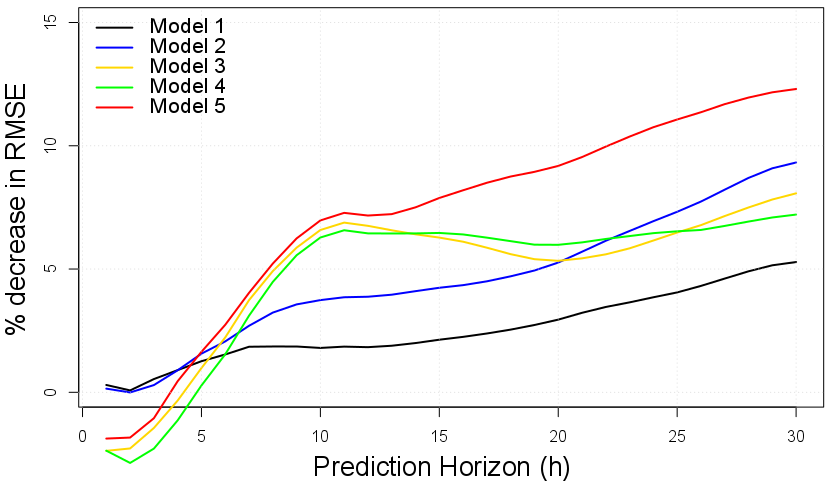 Model 1
Model 2
Model 3
Model 4
Model 5
% decrease in RMSE
15
10
5
0
0 5 10 15 20 25 30
Prediction Horizon (h)